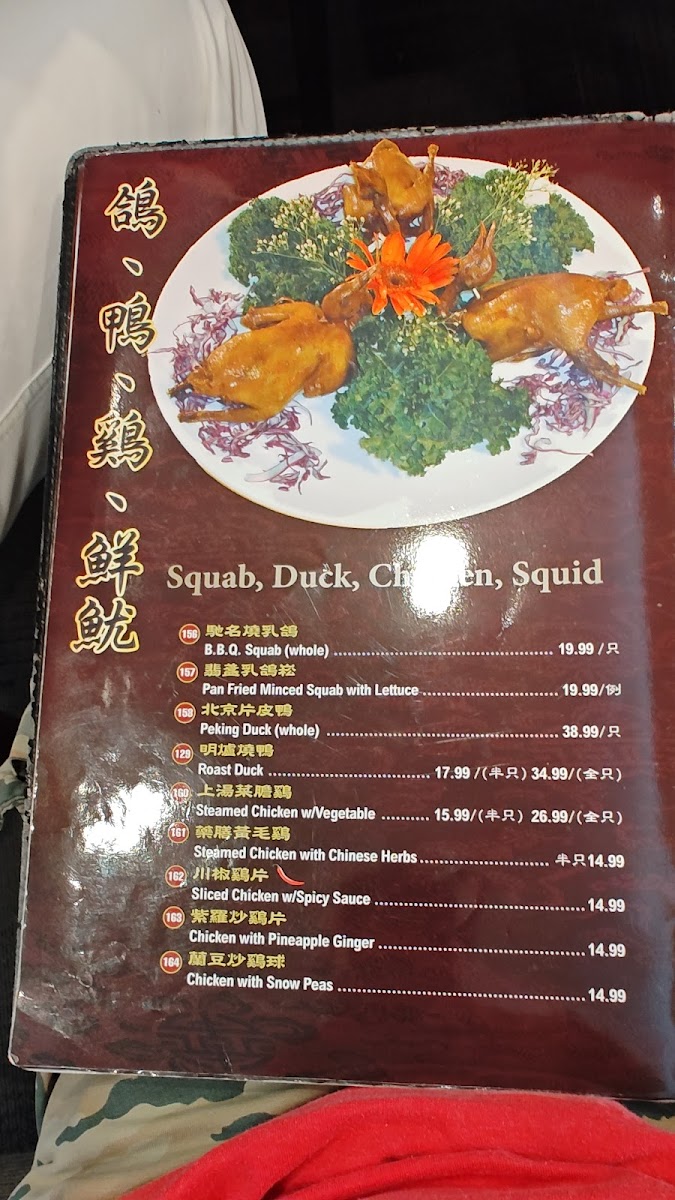 鴿、鴨、鷄、鮮魷
Squab, Duck, Chicken, Squid
156 馳名燒乳鴿
B.B.Q. Squab (whole) 19.99/只
157 翡盞乳鴿崧
Pan Fried Minced Squab with Lettuce 19.99/例
158 北京片皮鴨
Peking Duck (whole) 38.99/只
129 明爐燒鴨
Roast Duck 17.99/(半只) 34.99/(全只)
160 上湯菜膽鷄
Steamed Chicken w/Vegetable 15.99/(半只) 26.99/(全只)
161 藥膳黃毛鷄
Steamed Chicken with Chinese Herbs 半只14.99
162 川椒鷄片
Sliced Chicken w/Spicy Sauce 14.99
163 紫羅炒鷄片
Chicken with Pineapple Ginger 14.99
164 蘭豆炒鷄球
Chicken with Snow Peas 14.99